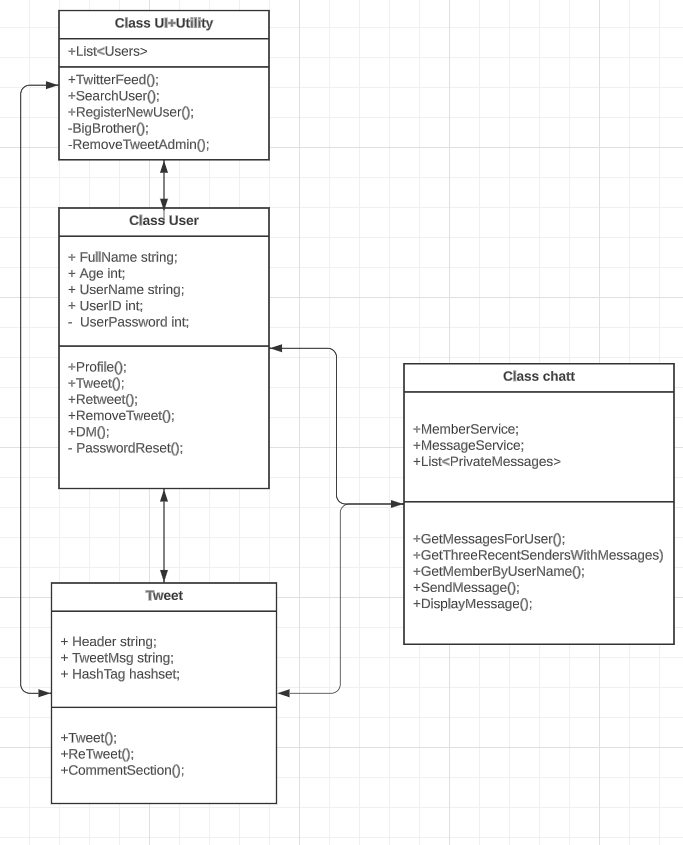 Class UI+Utility
+List<Users>
+TwitterFeed();
+SearchUser();
+RegisterNewUser();
-BigBrother();
-RemoveTweetAdmin();
Class User
+ FullName string;
+ Age int;
+ UserName string;
+ UserID int;
-  UserPassword int;
+Profile();
+Tweet();
+Retweet();
+RemoveTweet();
+DM();
- PasswordReset();
Class chatt
+MemberService;
+MessageService;
+List<PrivateMessages>
+GetMessagesForUser();
+GetThreeRecentSendersWithMessages)
+GetMemberByUserName();
+SendMessage();
+DisplayMessage();
Tweet
+ Header string;
+ TweetMsg string;
+ HashTag hashset;
+Tweet();
+ReTweet();
+CommentSection();